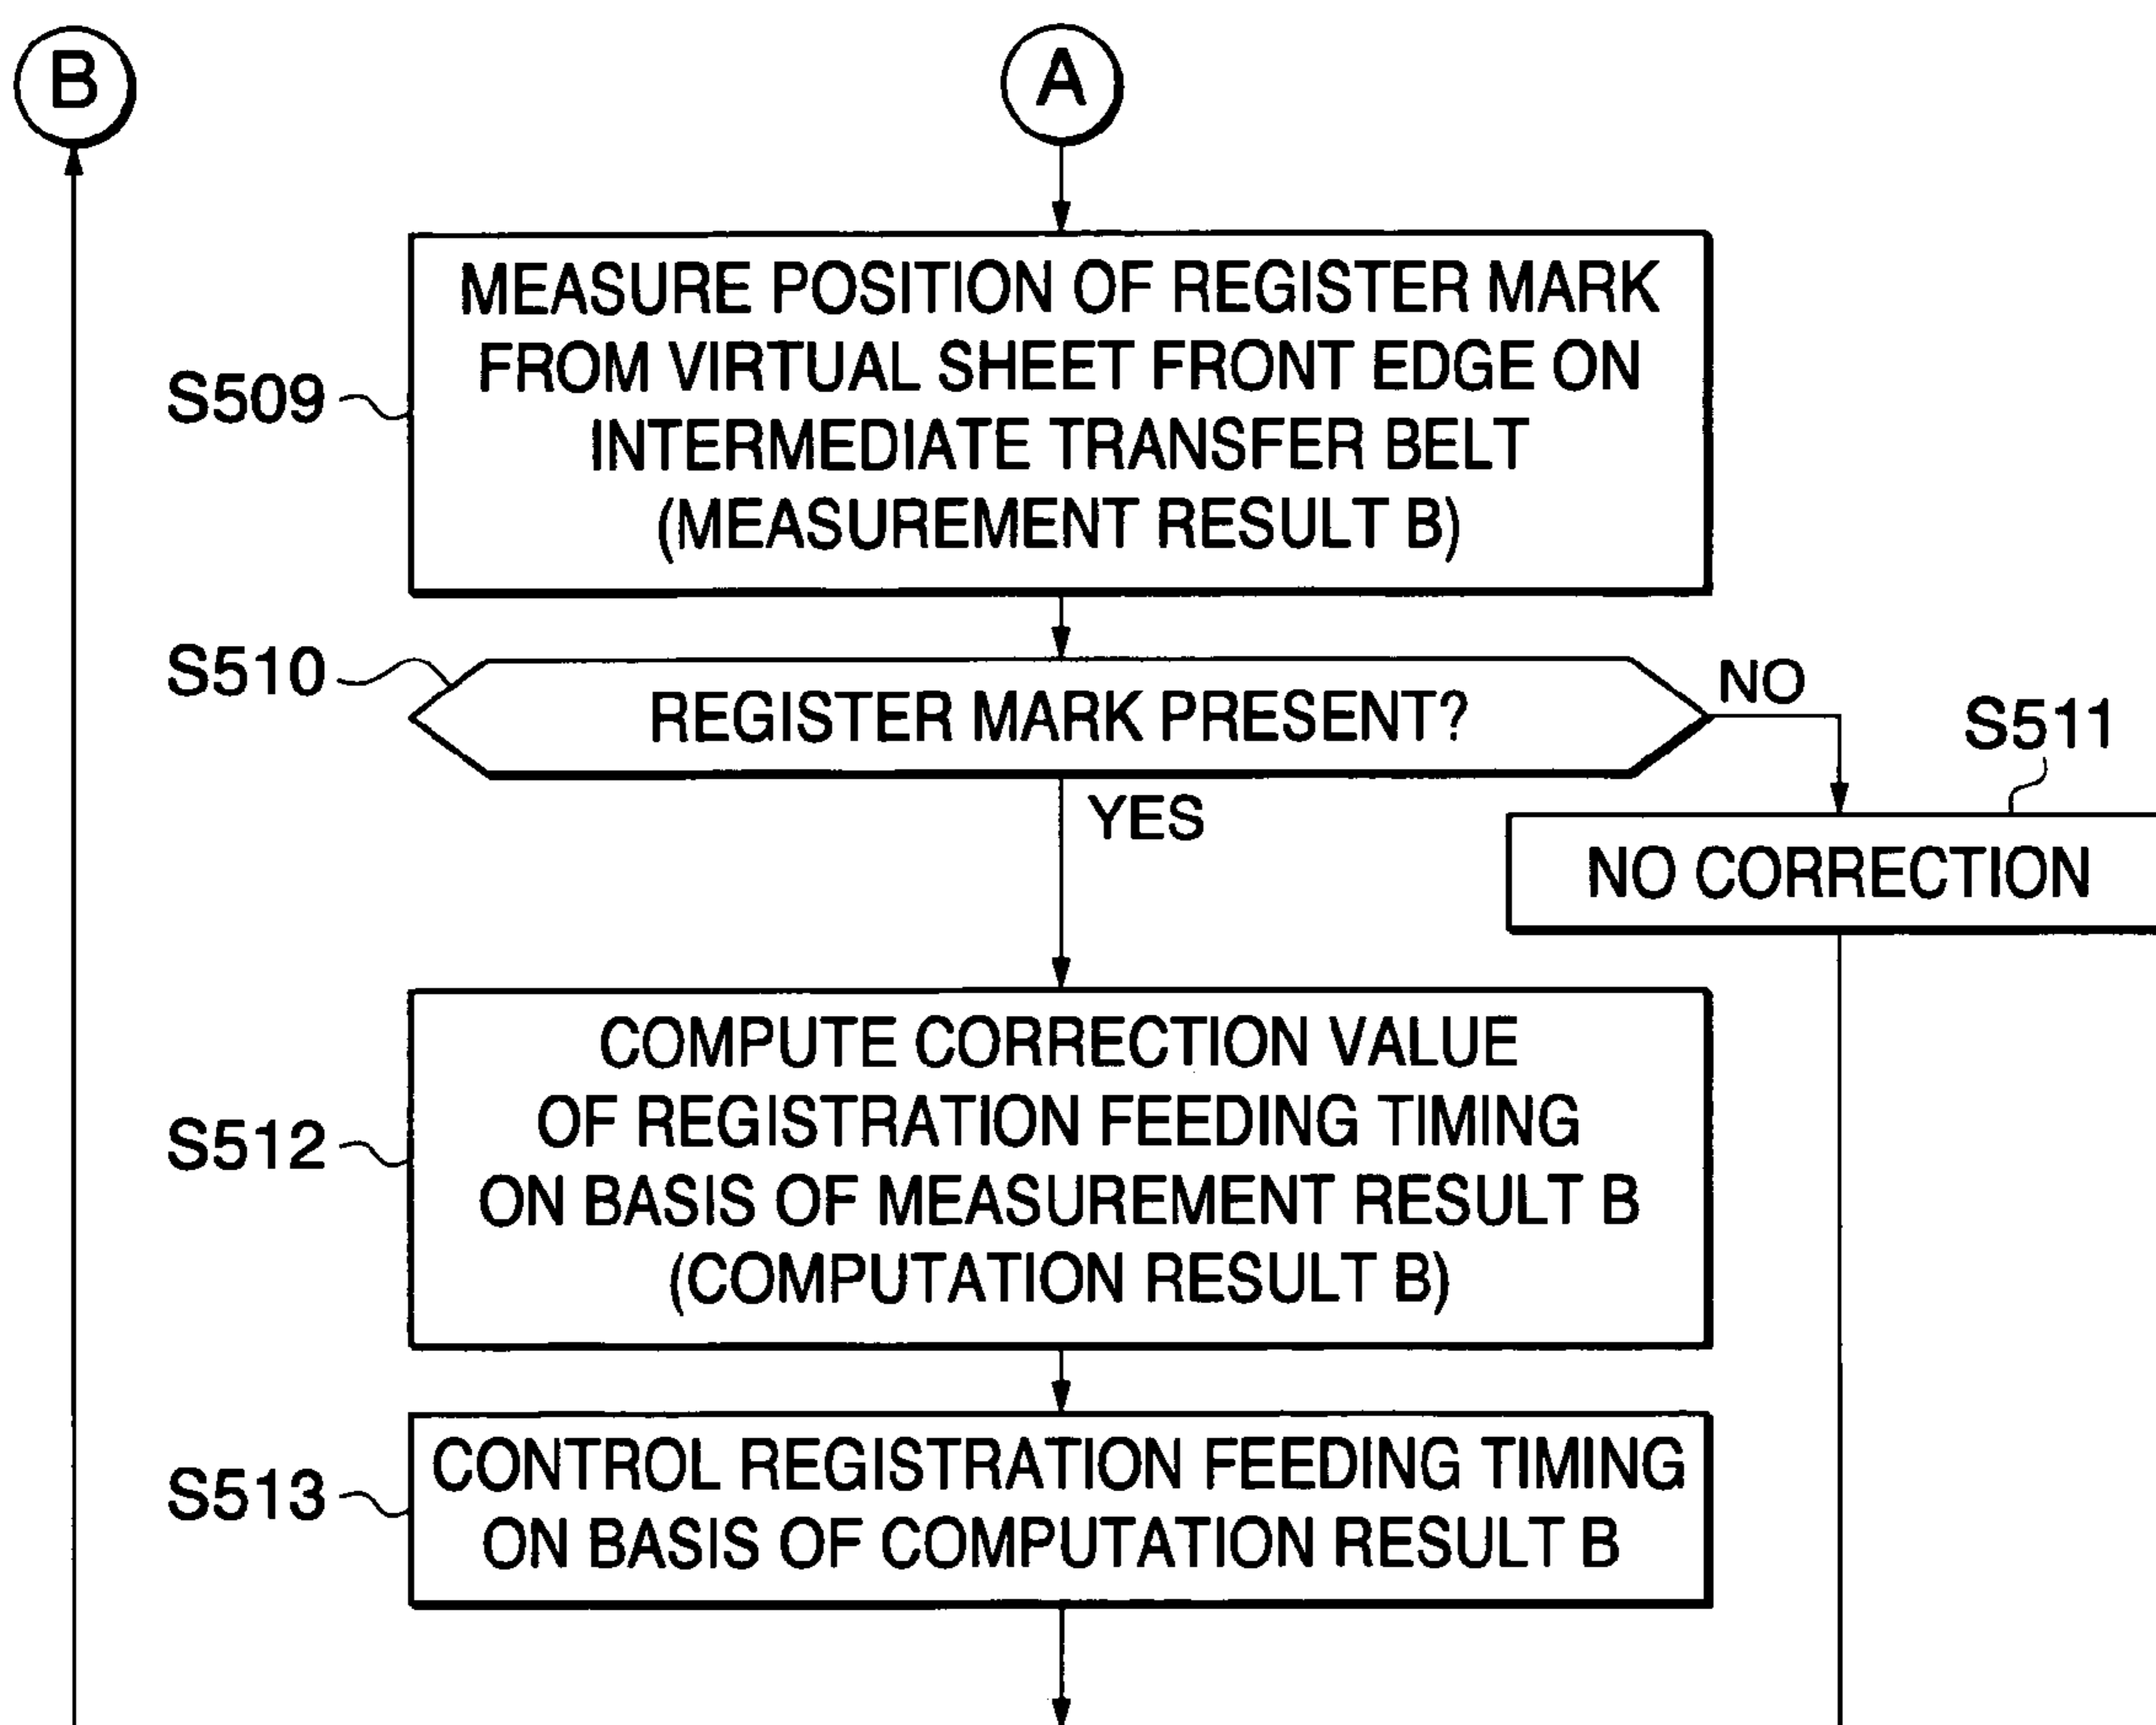 B
A
S509
MEASURE POSITION OF REGISTER MARK
FROM VIRTUAL SHEET FRONT EDGE ON
INTERMEDIATE TRANSFER BELT
(MEASUREMENT RESULT B)
S510
REGISTER MARK PRESENT?
NO
YES
S511
NO CORRECTION
S512
COMPUTE CORRECTION VALUE
OF REGISTRATION FEEDING TIMING
ON BASIS OF MEASUREMENT RESULT B
(COMPUTATION RESULT B)
S513
CONTROL REGISTRATION FEEDING TIMING
ON BASIS OF COMPUTATION RESULT B